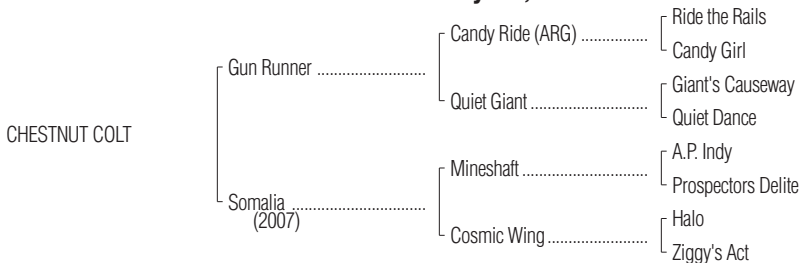 Ride the Rails
Candy Ride (ARG) ................
Candy Girl
Gun Runner ..........................
Giant's Causeway
Quiet Giant ............................
Quiet Dance
CHESTNUT COLT
A.P. Indy
Mineshaft ..............................
Prospectors Delite
Somalia ................................
(2007)
Halo
Cosmic Wing ........................
Ziggy's Act